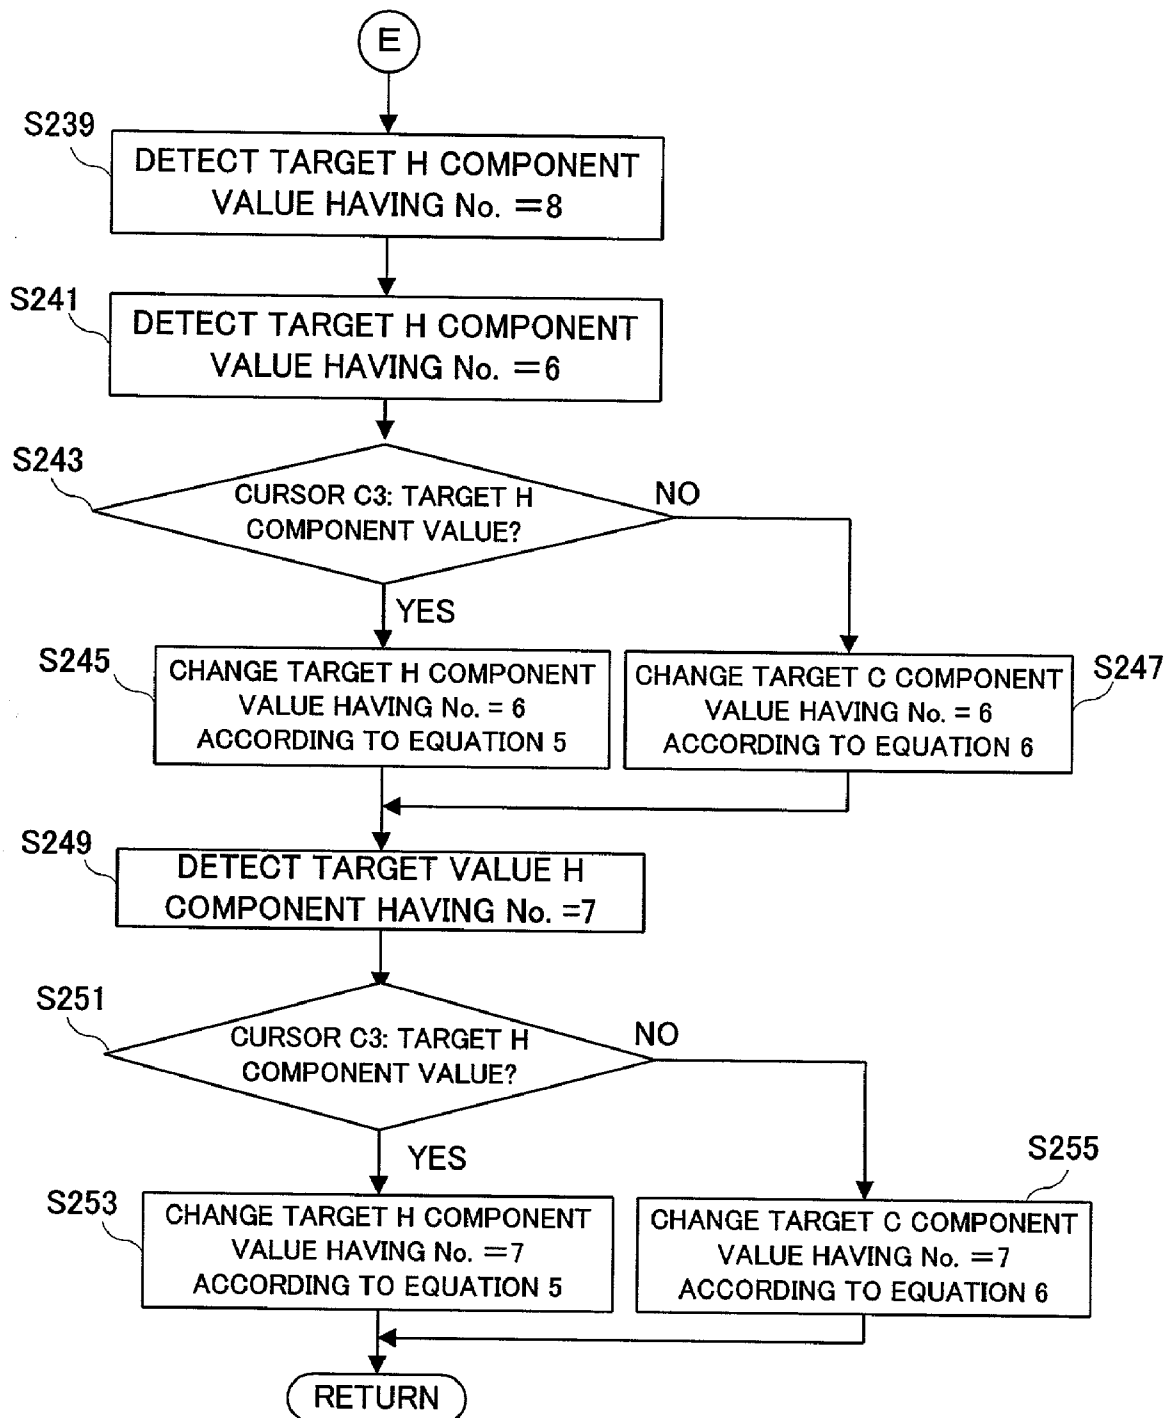 E
S239
DETECT TARGET H COMPONENT
VALUE HAVING No. =8
S241
DETECT TARGET H COMPONENT
VALUE HAVING No. =6
S243
CURSOR C3: TARGET H
COMPONENT VALUE?
NO
YES
S245
CHANGE TARGET H COMPONENT
VALUE HAVING No. = 6
ACCORDING TO EQUATION 5
S247
CHANGE TARGET C COMPONENT
VALUE HAVING No. = 6
ACCORDING TO EQUATION 6
S249
DETECT TARGET VALUE H
COMPONENT HAVING No. =7
S251
CURSOR C3: TARGET H
COMPONENT VALUE?
NO
YES
S253
CHANGE TARGET H COMPONENT
VALUE HAVING No. =7
ACCORDING TO EQUATION 5
S255
CHANGE TARGET C COMPONENT
VALUE HAVING No. =7
ACCORDING TO EQUATION 6
RETURN